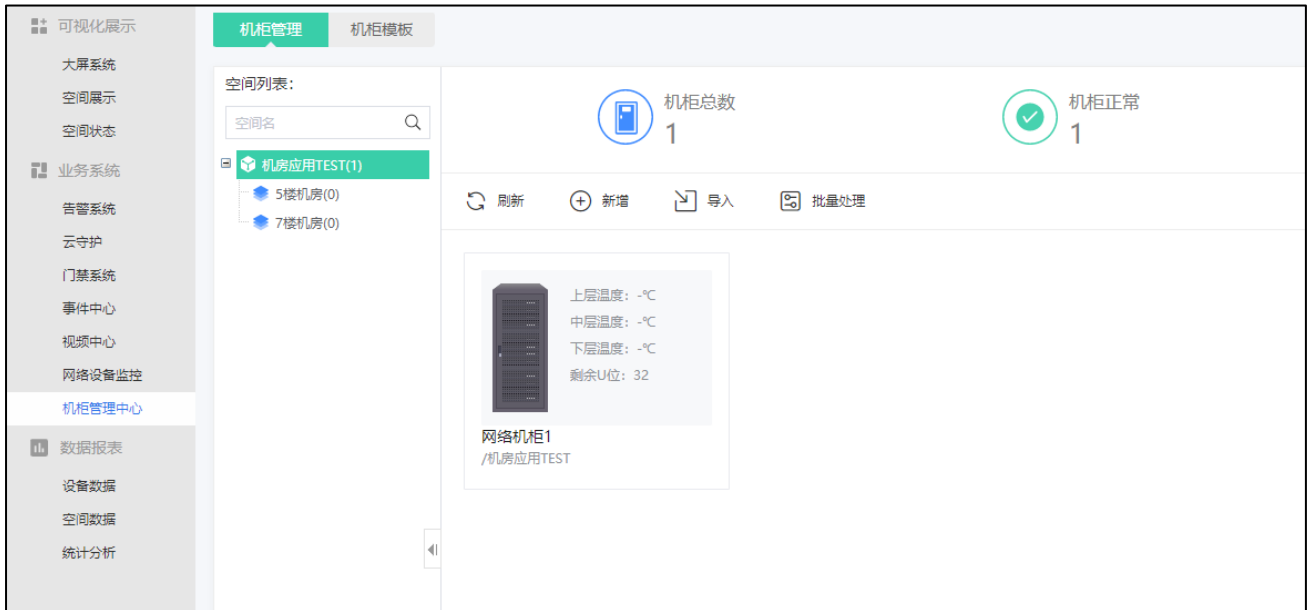 可视化展示
大屏系统
空间展示
空间状态
业务系统
告警系统
云守护
门禁系统
事件中心
视频中心
网络设备监控
机柜管理中心
数据报表
设备数据
空间数据
统计分析
机柜管理 机柜模板
空间列表：
空间名
机房应用TEST(1)
5楼机房(0)
7楼机房(0)
机柜总数
1
机柜正常
1
刷新 新增 导入 批量处理
上层温度：-℃
中层温度：-℃
下层温度：-℃
剩余U位：32
网络机柜1
/机房应用TEST